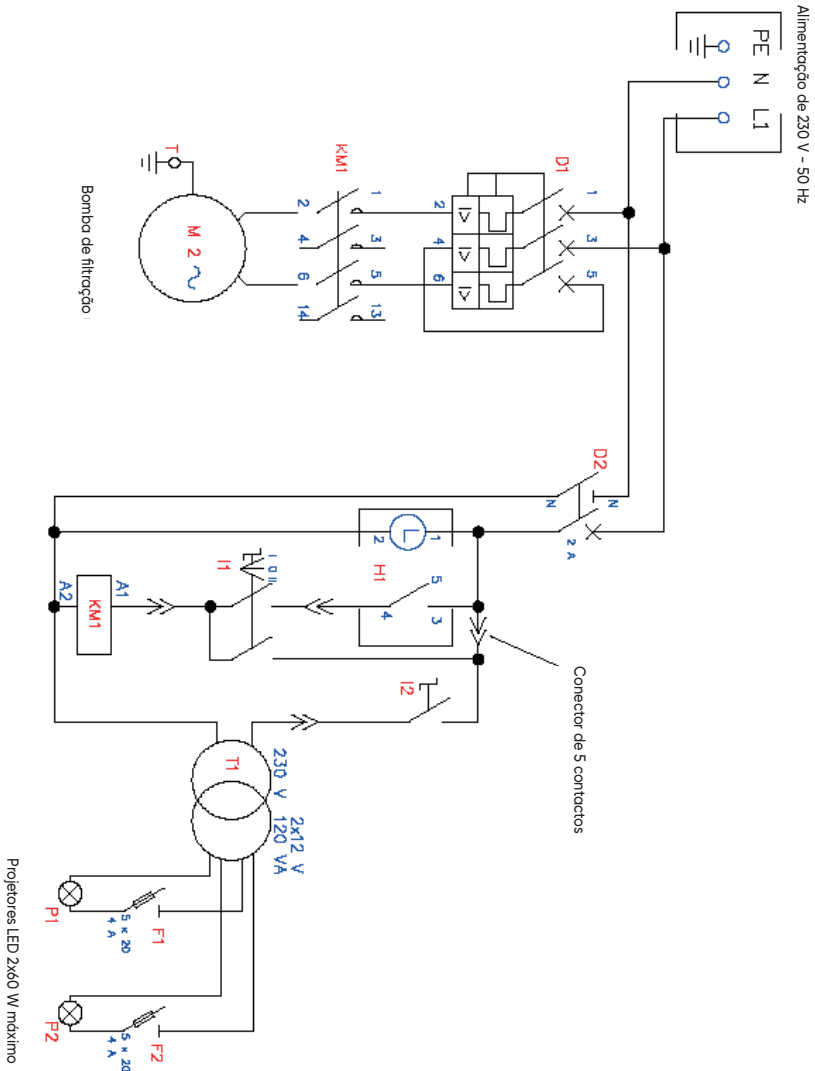 Alimentação de 230 V - 50 Hz
PE N L1
D1
1 3 5
2 4 6
KM1
1 3 5 13
2 4 6 14
T
M 2
Bomba de filtração
D2
N
N
2 A
L
1
2
H1
5
3
4
I1
I 0 II
KM1
A1
A2
Conector de 5 contactos
I2
T1
230 V
2x12 V
120 VA
F1
5 x 20
4 A
P1
F2
5 x 20
4 A
P2
Projetores LED 2x60 W máximo